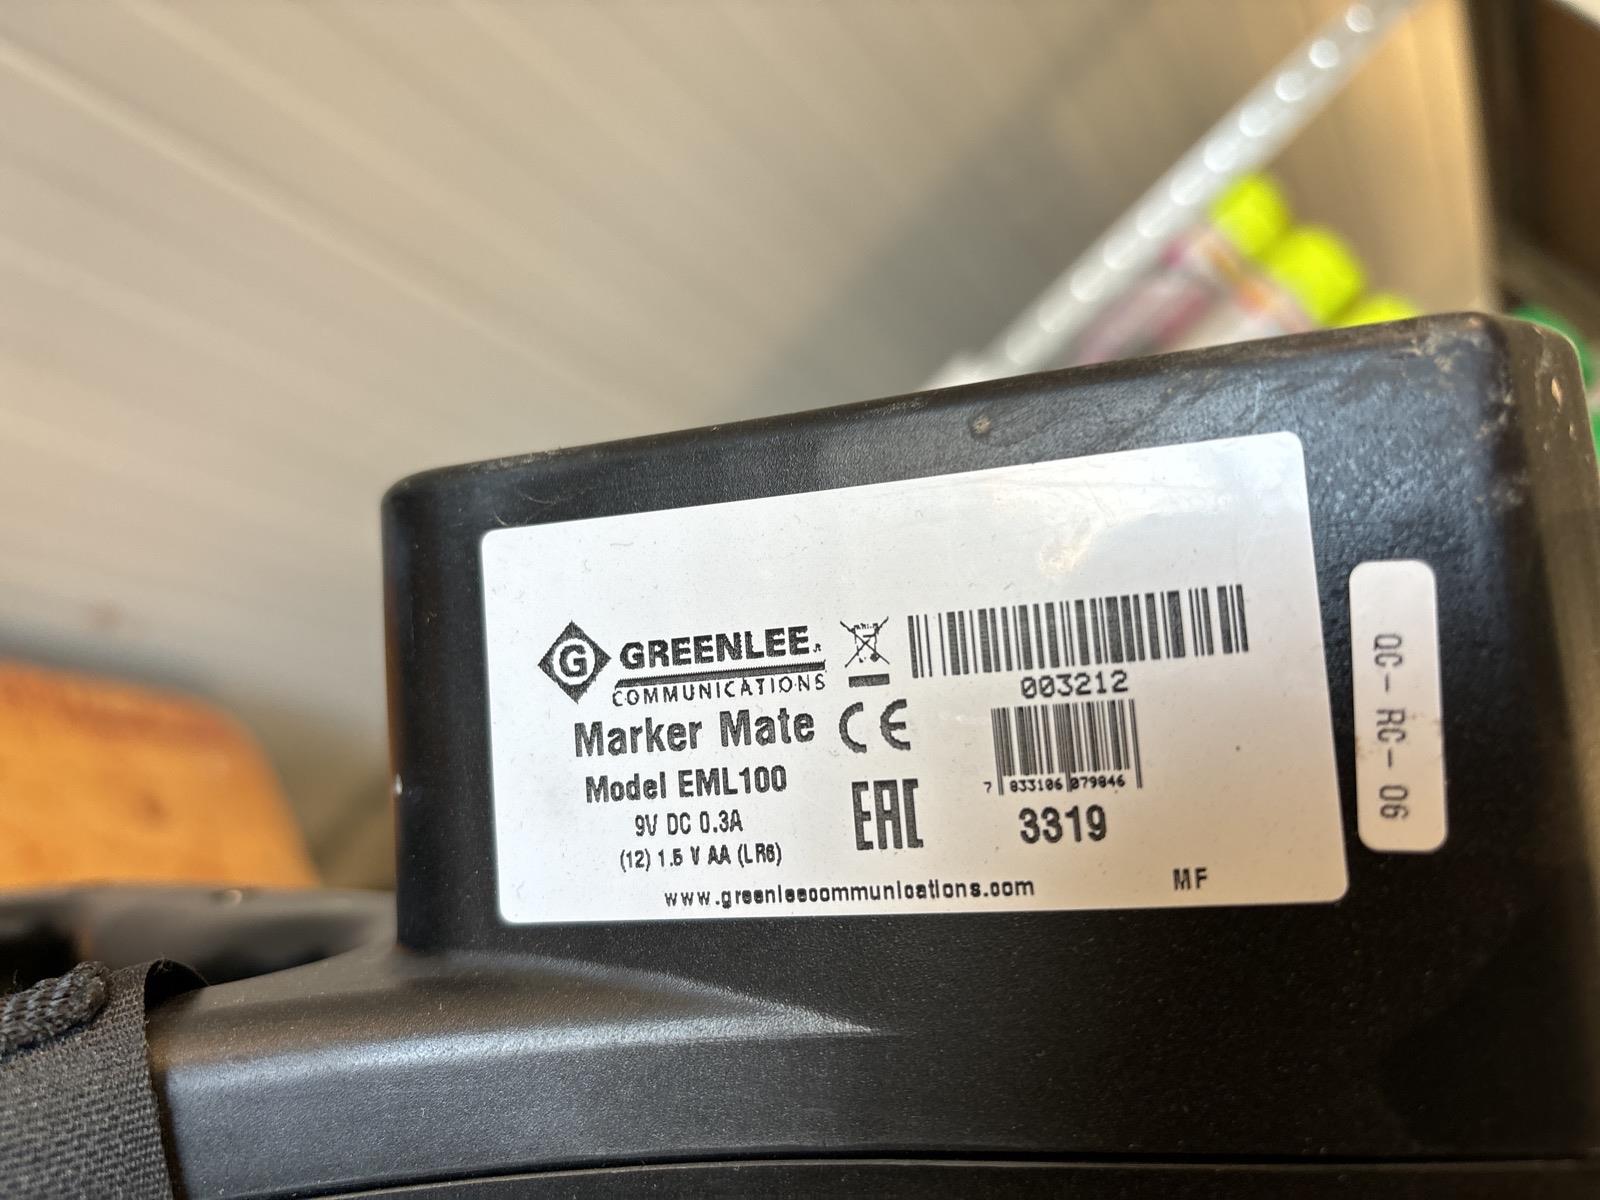 G
GREENLEE
COMMUNICATIONS
Marker Mate
Model EML100
9V DC 0.3A
(12) 1.5 V AA (LR6)
www.greenleecommunications.com
CE
EAC
003212
7 833106 079846
3319
MF
QC- RC- 06